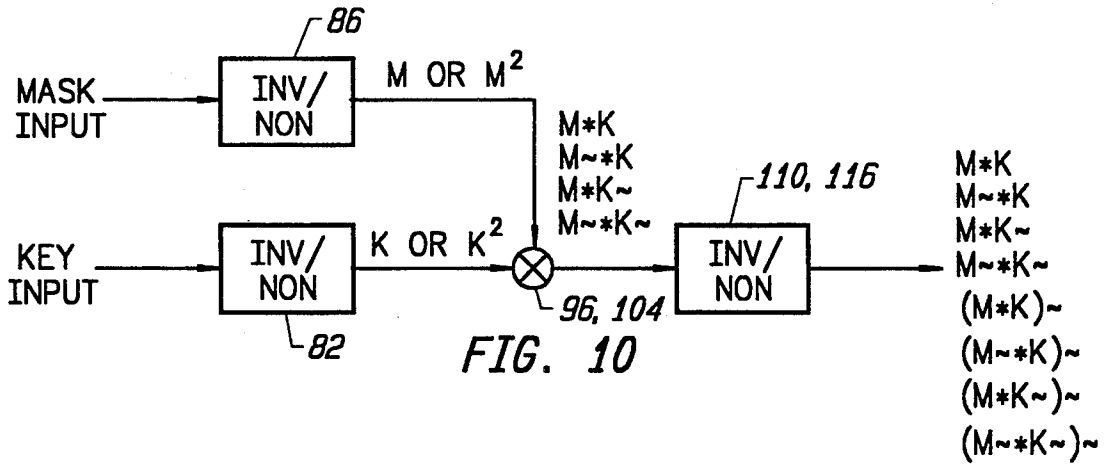 86
MASK
INPUT
INV/
NON
M OR M²
M*K
M~*K
M*K~
M~*K~
KEY
INPUT
INV/
NON
82
K OR K²
96, 104
110, 116
INV/
NON
M*K
M~*K
M*K~
M~*K~
(M*K)~
(M~*K)~
(M*K~)~
(M~*K~)~
FIG. 10